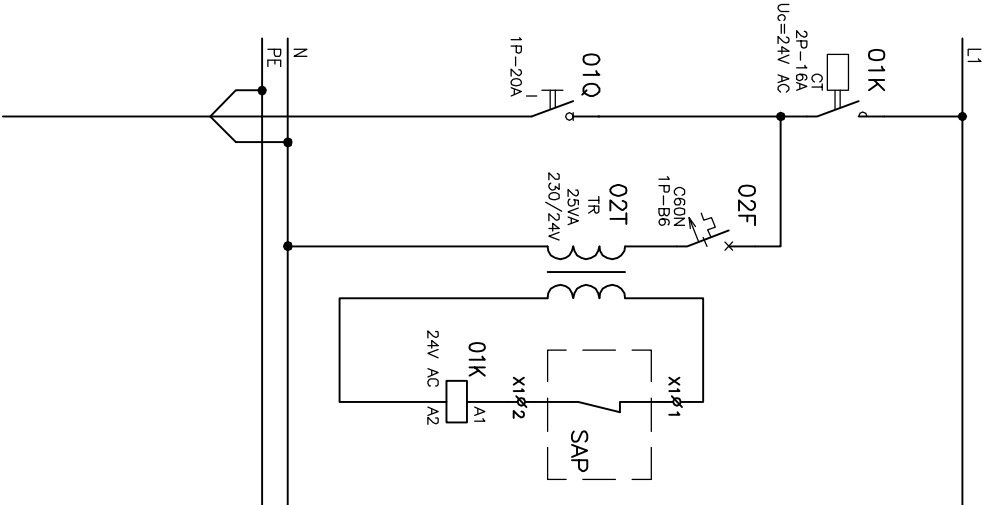 L1
01K
CT
2P-16A
Uc=24V AC
01Q
1P-20A
N
PE
02F
C60N
1P-B6
02T
TR
25VA
230/24V
X1 1
SAP
X1 2
01K
24V AC
A1
A2